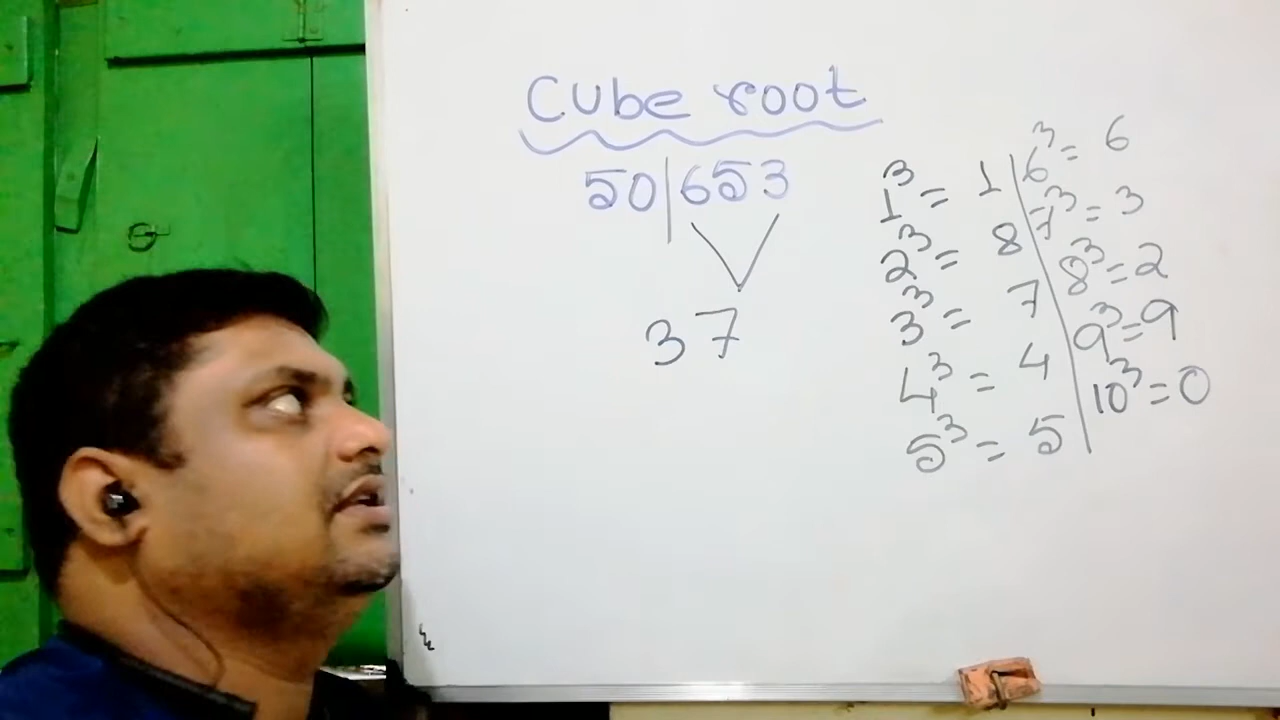 Cube root
50|653
37
1³ = 1
2³ = 8
3³ = 7
4³ = 4
5³ = 5
6³ = 6
7³ = 3
8³ = 2
9³ = 9
10³ = 0